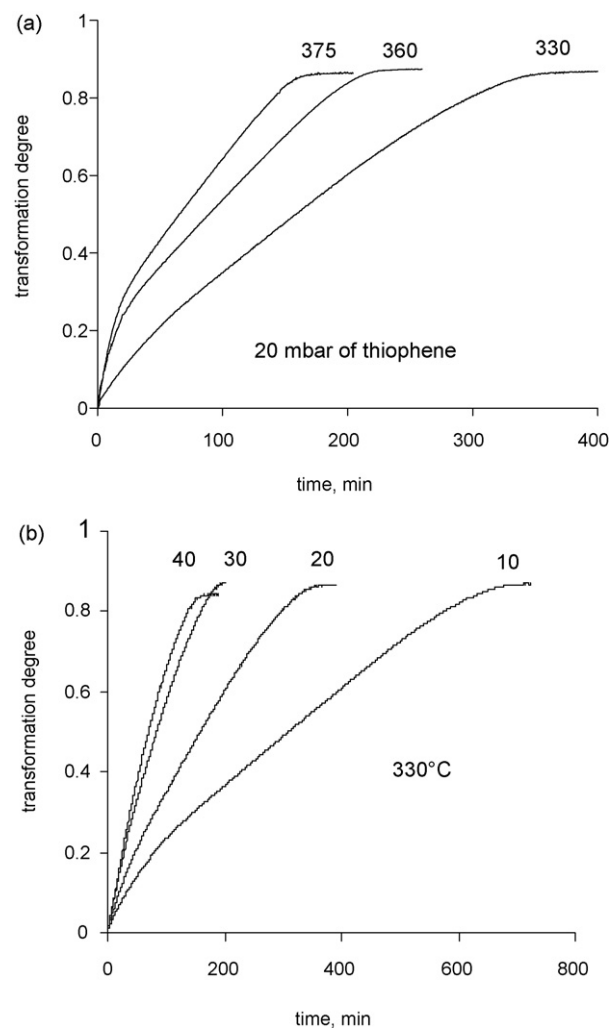 (a)
1
375 360 330
0.8
0.6
0.4
0.2
0
transformation degree
20 mbar of thiophene
0 100 200 300 400
time, min
(b)
1
40 30 20 10
0.8
0.6
0.4
0.2
0
transformation degree
330°C
0 200 400 600 800
time, min